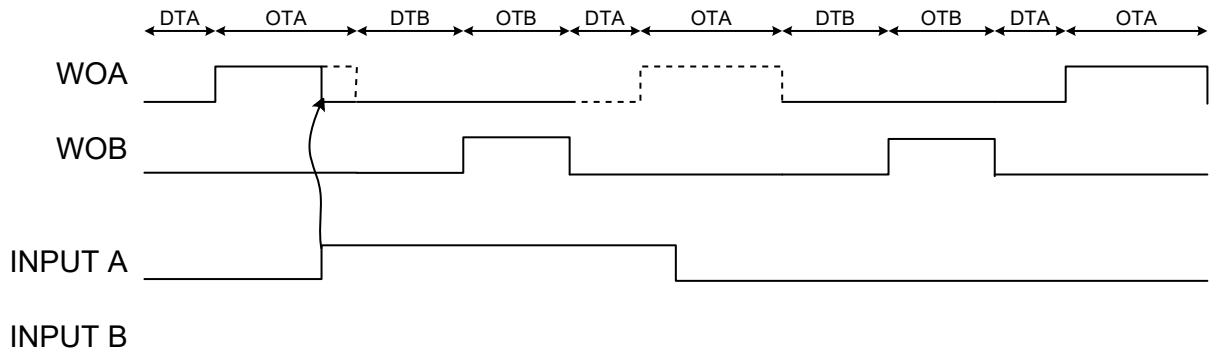 DTA OTA DTB OTB DTA OTA DTB OTB DTA OTA
WOA
WOB
INPUT A
INPUT B